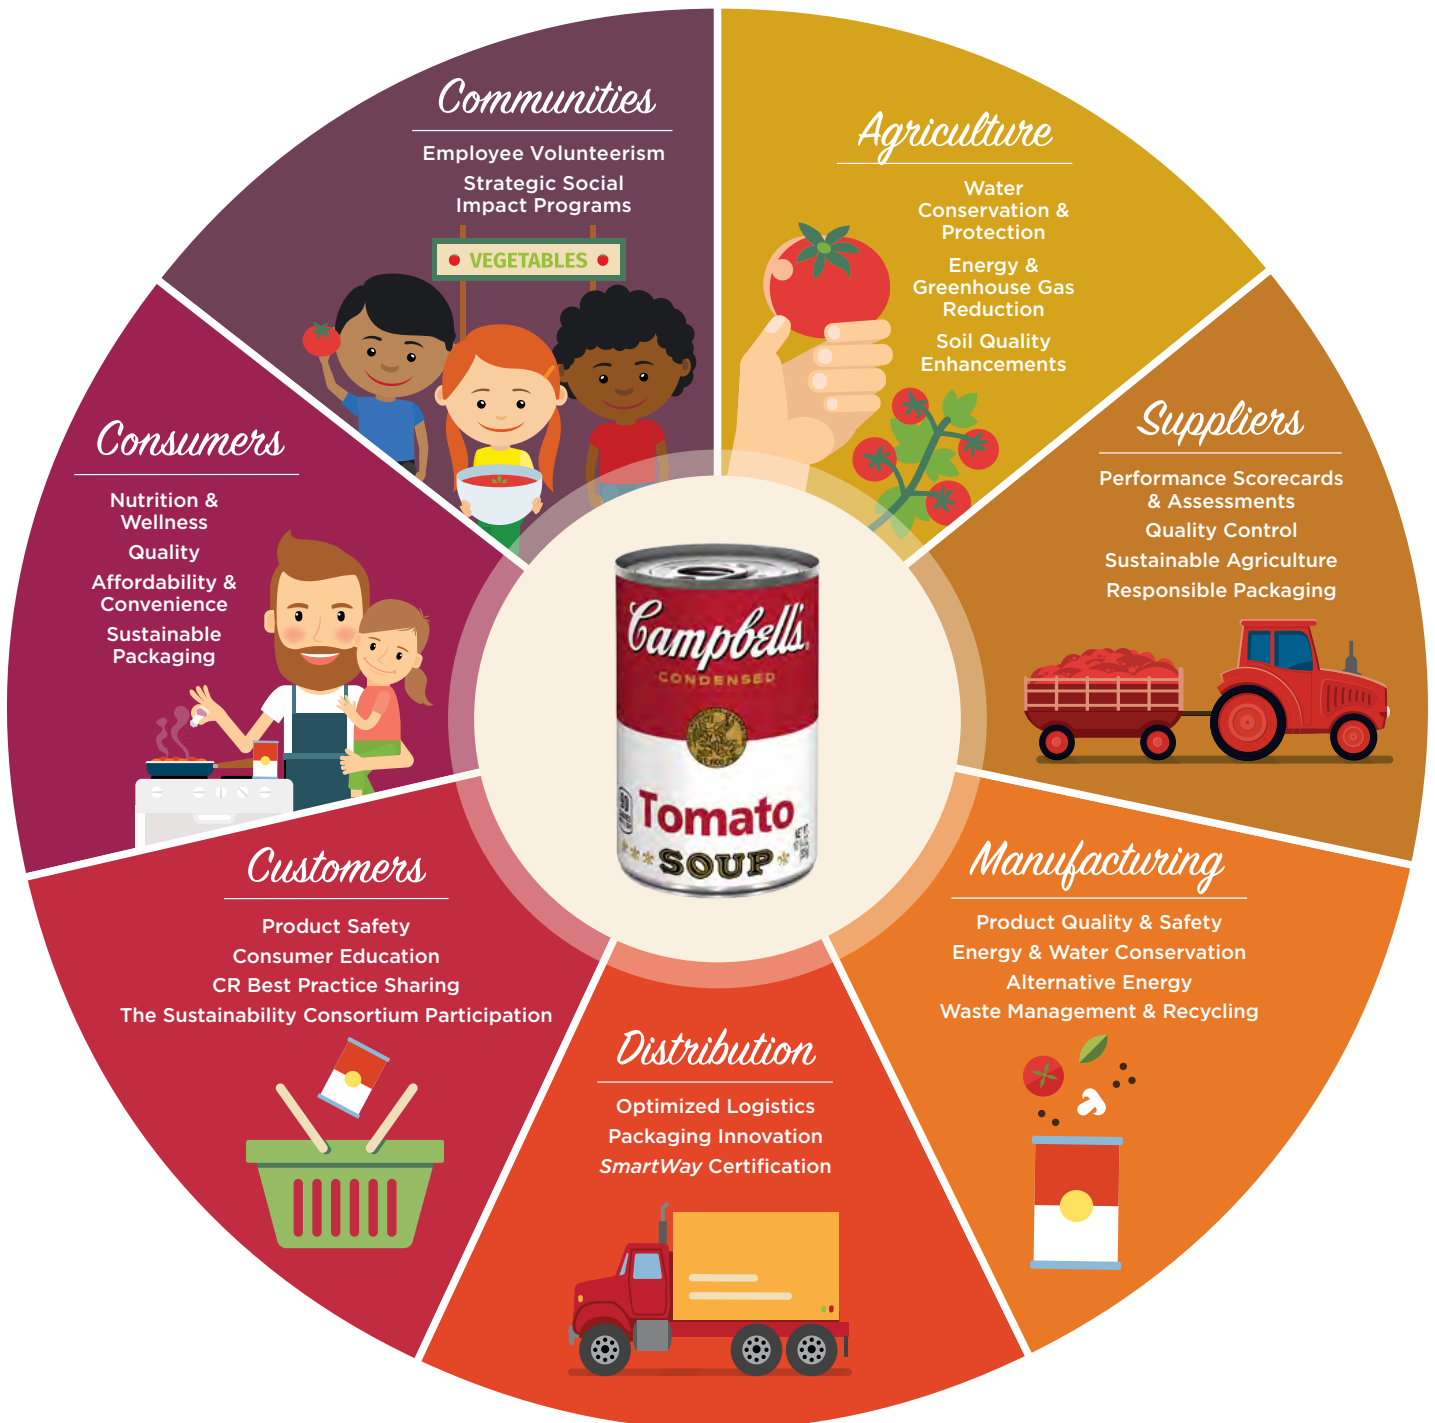 Communities
Employee Volunteerism
Strategic Social
Impact Programs
VEGETABLES
Agriculture
Water
Conservation &
Protection
Energy &
Greenhouse Gas
Reduction
Soil Quality
Enhancements
Suppliers
Performance Scorecards
& Assessments
Quality Control
Sustainable Agriculture
Responsible Packaging
Manufacturing
Product Quality & Safety
Energy & Water Conservation
Alternative Energy
Waste Management & Recycling
Distribution
Optimized Logistics
Packaging Innovation
SmartWay Certification
Customers
Product Safety
Consumer Education
CR Best Practice Sharing
The Sustainability Consortium Participation
Consumers
Nutrition &
Wellness
Quality
Affordability &
Convenience
Sustainable
Packaging
Campbell's
CONDENSED
Tomato
SOUP